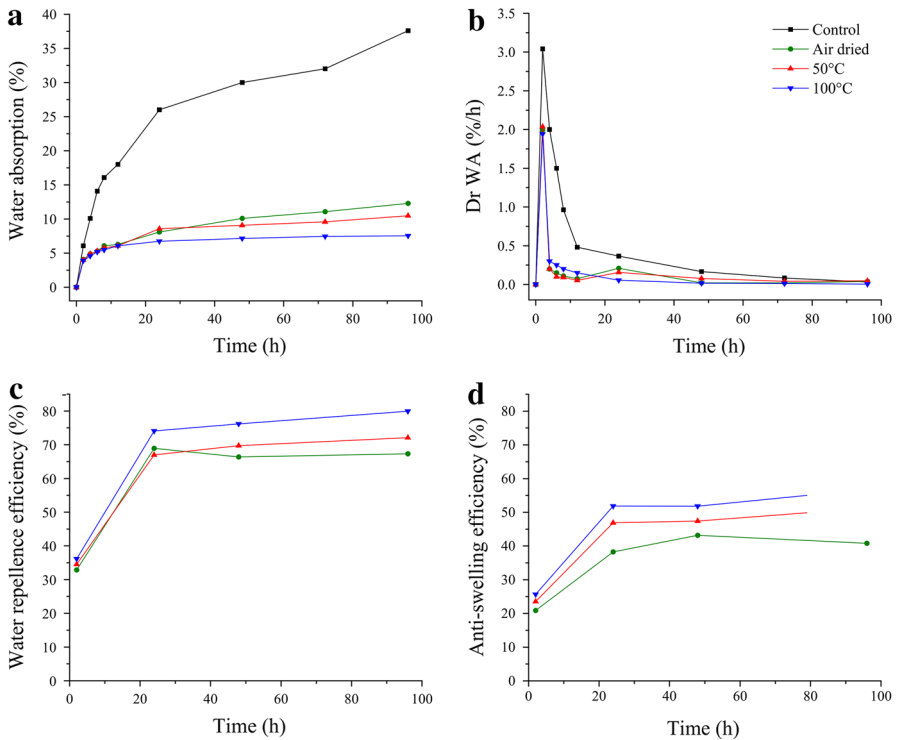 a
Water absorption (%)
40
35
30
25
20
15
10
5
0
0 20 40 60 80 100
Time (h)
b
Dr WA (%/h)
3.5
3.0
2.5
2.0
1.5
1.0
0.5
0.0
0 20 40 60 80 100
Time (h)
Control
Air dried
50°C
100°C
c
Water repellence efficiency (%)
80
70
60
50
40
30
20
10
0
0 20 40 60 80 100
Time (h)
d
Anti-swelling efficiency (%)
80
70
60
50
40
30
20
10
0
0 20 40 60 80 100
Time (h)